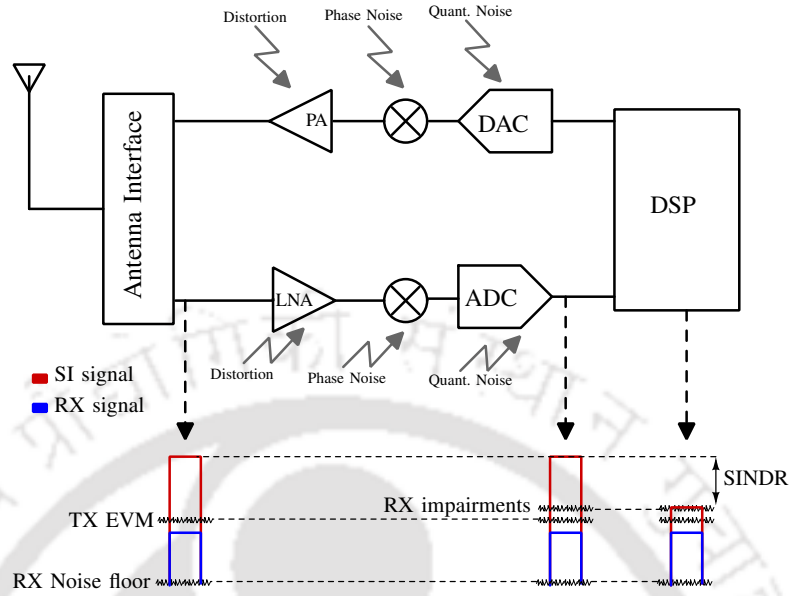 Distortion
Phase Noise
Quant. Noise
PA
DAC
Antenna Interface
DSP
LNA
ADC
Distortion
Phase Noise
Quant. Noise
SI signal
RX signal
SINDR
RX impairments
TX EVM
RX Noise floor